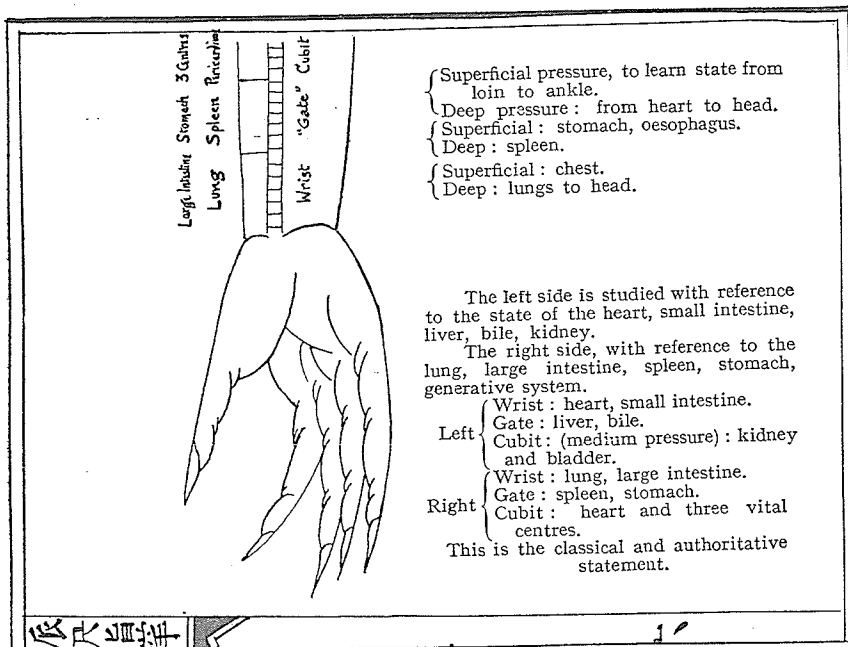 Large Intestine Stomach 3 Centres
Lung Spleen Pericardium
Wrist "Gate" Cubit
Superficial pressure, to learn state from
loin to ankle.
Deep pressure : from heart to head.
Superficial : stomach, oesophagus.
Deep : spleen.
Superficial : chest.
Deep : lungs to head.
The left side is studied with reference
to the state of the heart, small intestine,
liver, bile, kidney.
The right side, with reference to the
lung, large intestine, spleen, stomach,
generative system.
Left
Wrist : heart, small intestine.
Gate : liver, bile.
Cubit : (medium pressure) : kidney
and bladder.
Right
Wrist : lung, large intestine.
Gate : spleen, stomach.
Cubit : heart and three vital
centres.
This is the classical and authoritative
statement.